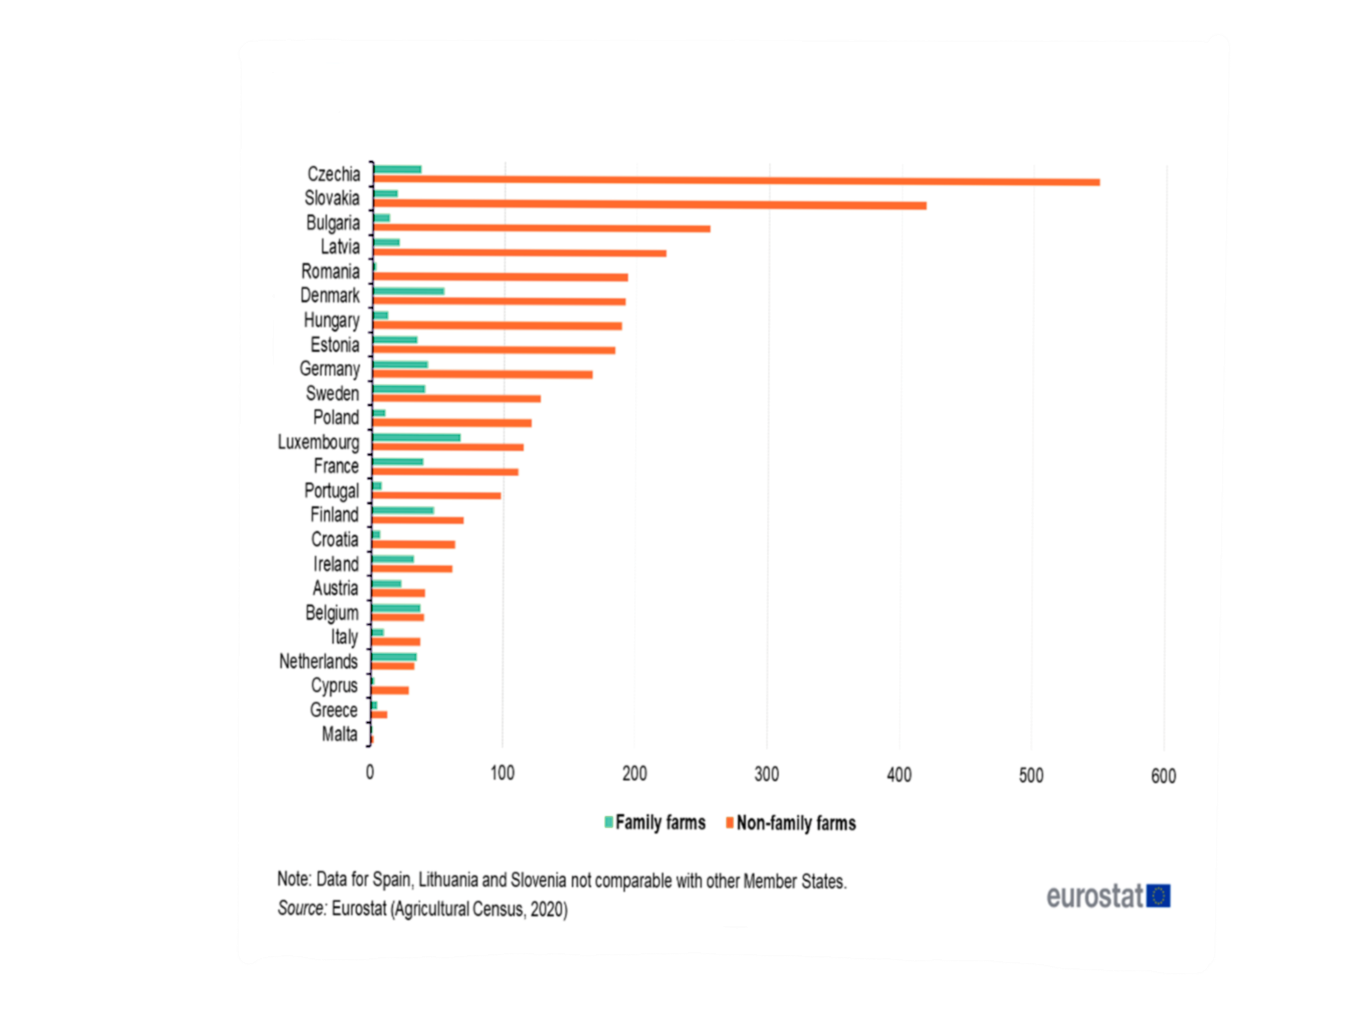 Czechia
Slovakia
Bulgaria
Latvia
Romania
Denmark
Hungary
Estonia
Germany
Sweden
Poland
Luxembourg
France
Portugal
Finland
Croatia
Ireland
Austria
Belgium
Italy
Netherlands
Cyprus
Greece
Malta
0 100 200 300 400 500 600
Family farms Non-family farms
Note: Data for Spain, Lithuania and Slovenia not comparable with other Member States.
Source: Eurostat (Agricultural Census, 2020)
eurostat